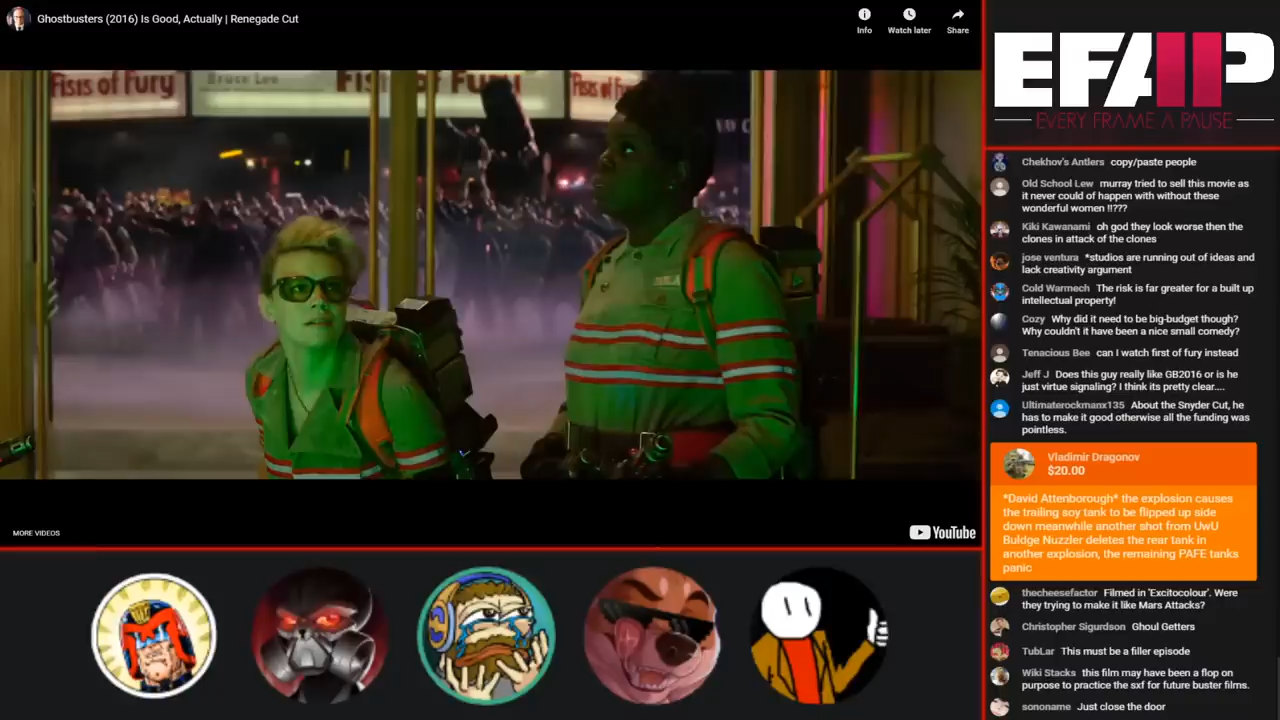 Ghostbusters (2016) Is Good, Actually | Renegade Cut
Info
Watch later
Share
Fists of Fury
Bruce Lee
Fists of Fury
Fists of Fury
MORE VIDEOS
YouTube
EFAP
EVERY FRAME A PAUSE
Chekhov's Antlers copy/paste people
Old School Lew murray tried to sell this movie as
it never could of happen with without these
wonderful women !!???
Kiki Kawanami oh god they look worse then the
clones in attack of the clones
jose ventura *studios are running out of ideas and
lack creativity argument
Cold Warmech The risk is far greater for a built up
intellectual property!
Cozy Why did it need to be big-budget though?
Why couldn't it have been a nice small comedy?
Tenacious Bee can I watch first of fury instead
Jeff J Does this guy really like GB2016 or is he
just virtue signaling? I think its pretty clear....
Ultimaterockmanx135 About the Snyder Cut, he
has to make it good otherwise all the funding was
pointless.
Vladimir Dragonov
$20.00
*David Attenborough* the explosion causes
the trailing soy tank to be flipped up side
down meanwhile another shot from UwU
Buldge Nuzzler deletes the rear tank in
another explosion, the remaining PAFE tanks
panic
thecheesefactor Filmed in 'Excitocolour'. Were
they trying to make it like Mars Attacks?
Christopher Sigurdson Ghoul Getters
TubLar This must be a filler episode
Wiki Stacks this film may have been a flop on
purpose to practice the sxf for future buster films.
sononame Just close the door